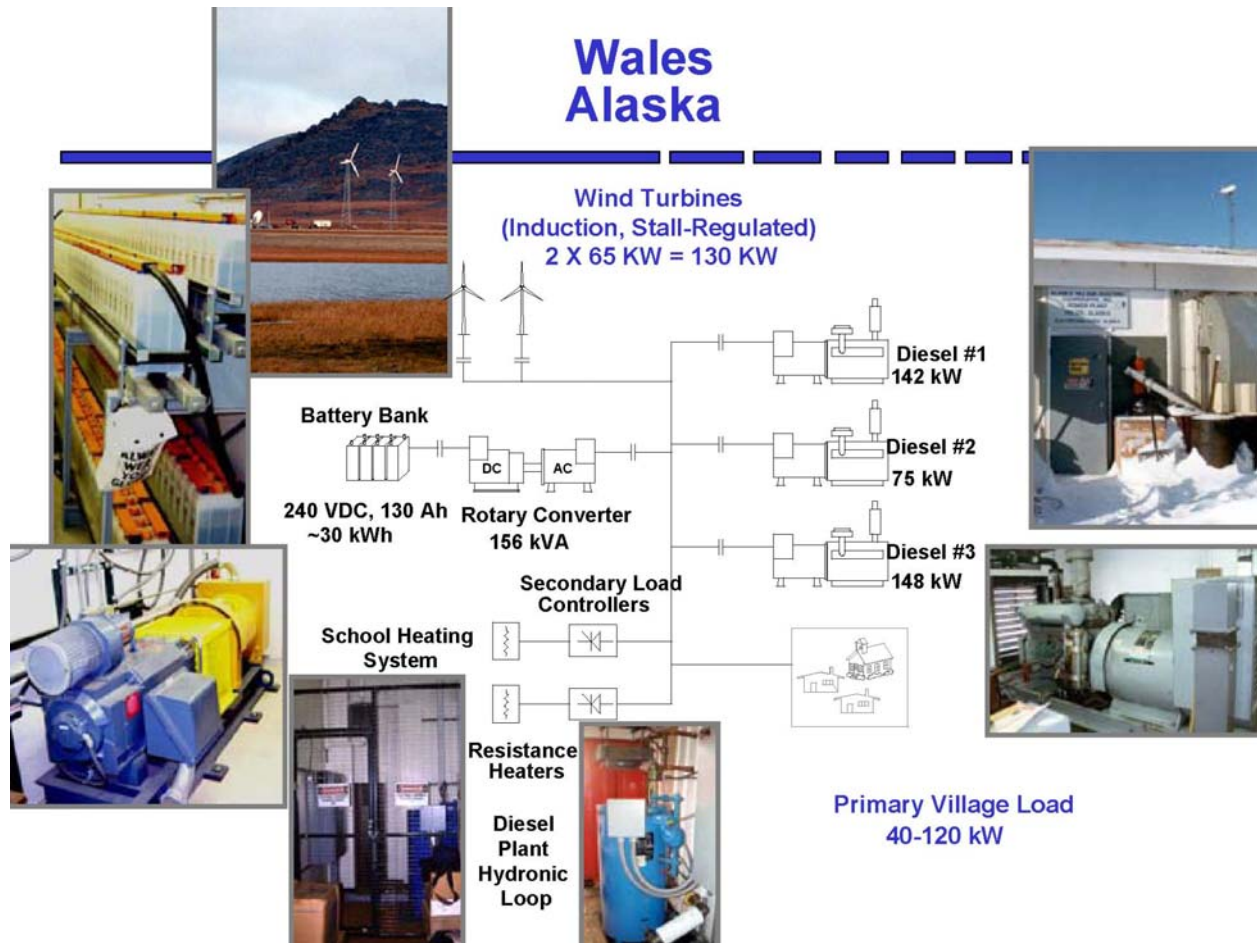 Wales
Alaska
Wind Turbines
(Induction, Stall-Regulated)
2 X 65 KW = 130 KW
Diesel #1
142 kW
Battery Bank
DC
AC
Diesel #2
75 kW
240 VDC, 130 Ah
~30 kWh
Rotary Converter
156 kVA
Diesel #3
148 kW
Secondary Load
Controllers
School Heating
System
Resistance
Heaters
Primary Village Load
40-120 kW
Diesel
Plant
Hydronic
Loop
DANGER